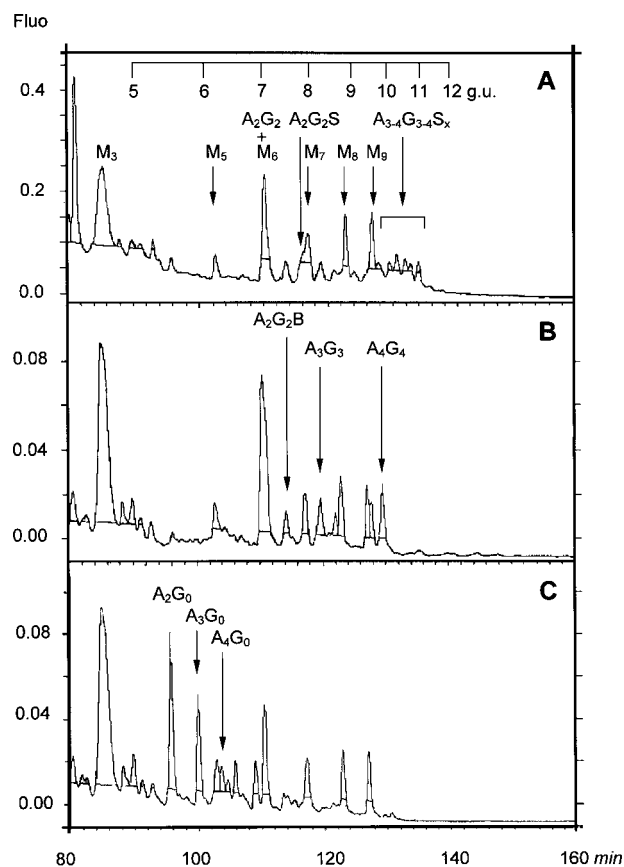 Fluo
5 6 7 8 9 10 11 12 g.u.
A
0.4
0.2
0.0
A₂G₂ A₂G₂S A₃₋₄G₃₋₄Sₓ
+
M₃ M₅ M₆ M₇ M₈ M₉
B
A₂G₂B
A₃G₃ A₄G₄
0.08
0.04
0.00
C
A₂G₀
A₃G₀
A₄G₀
0.08
0.04
0.00
80 100 120 140 160 min